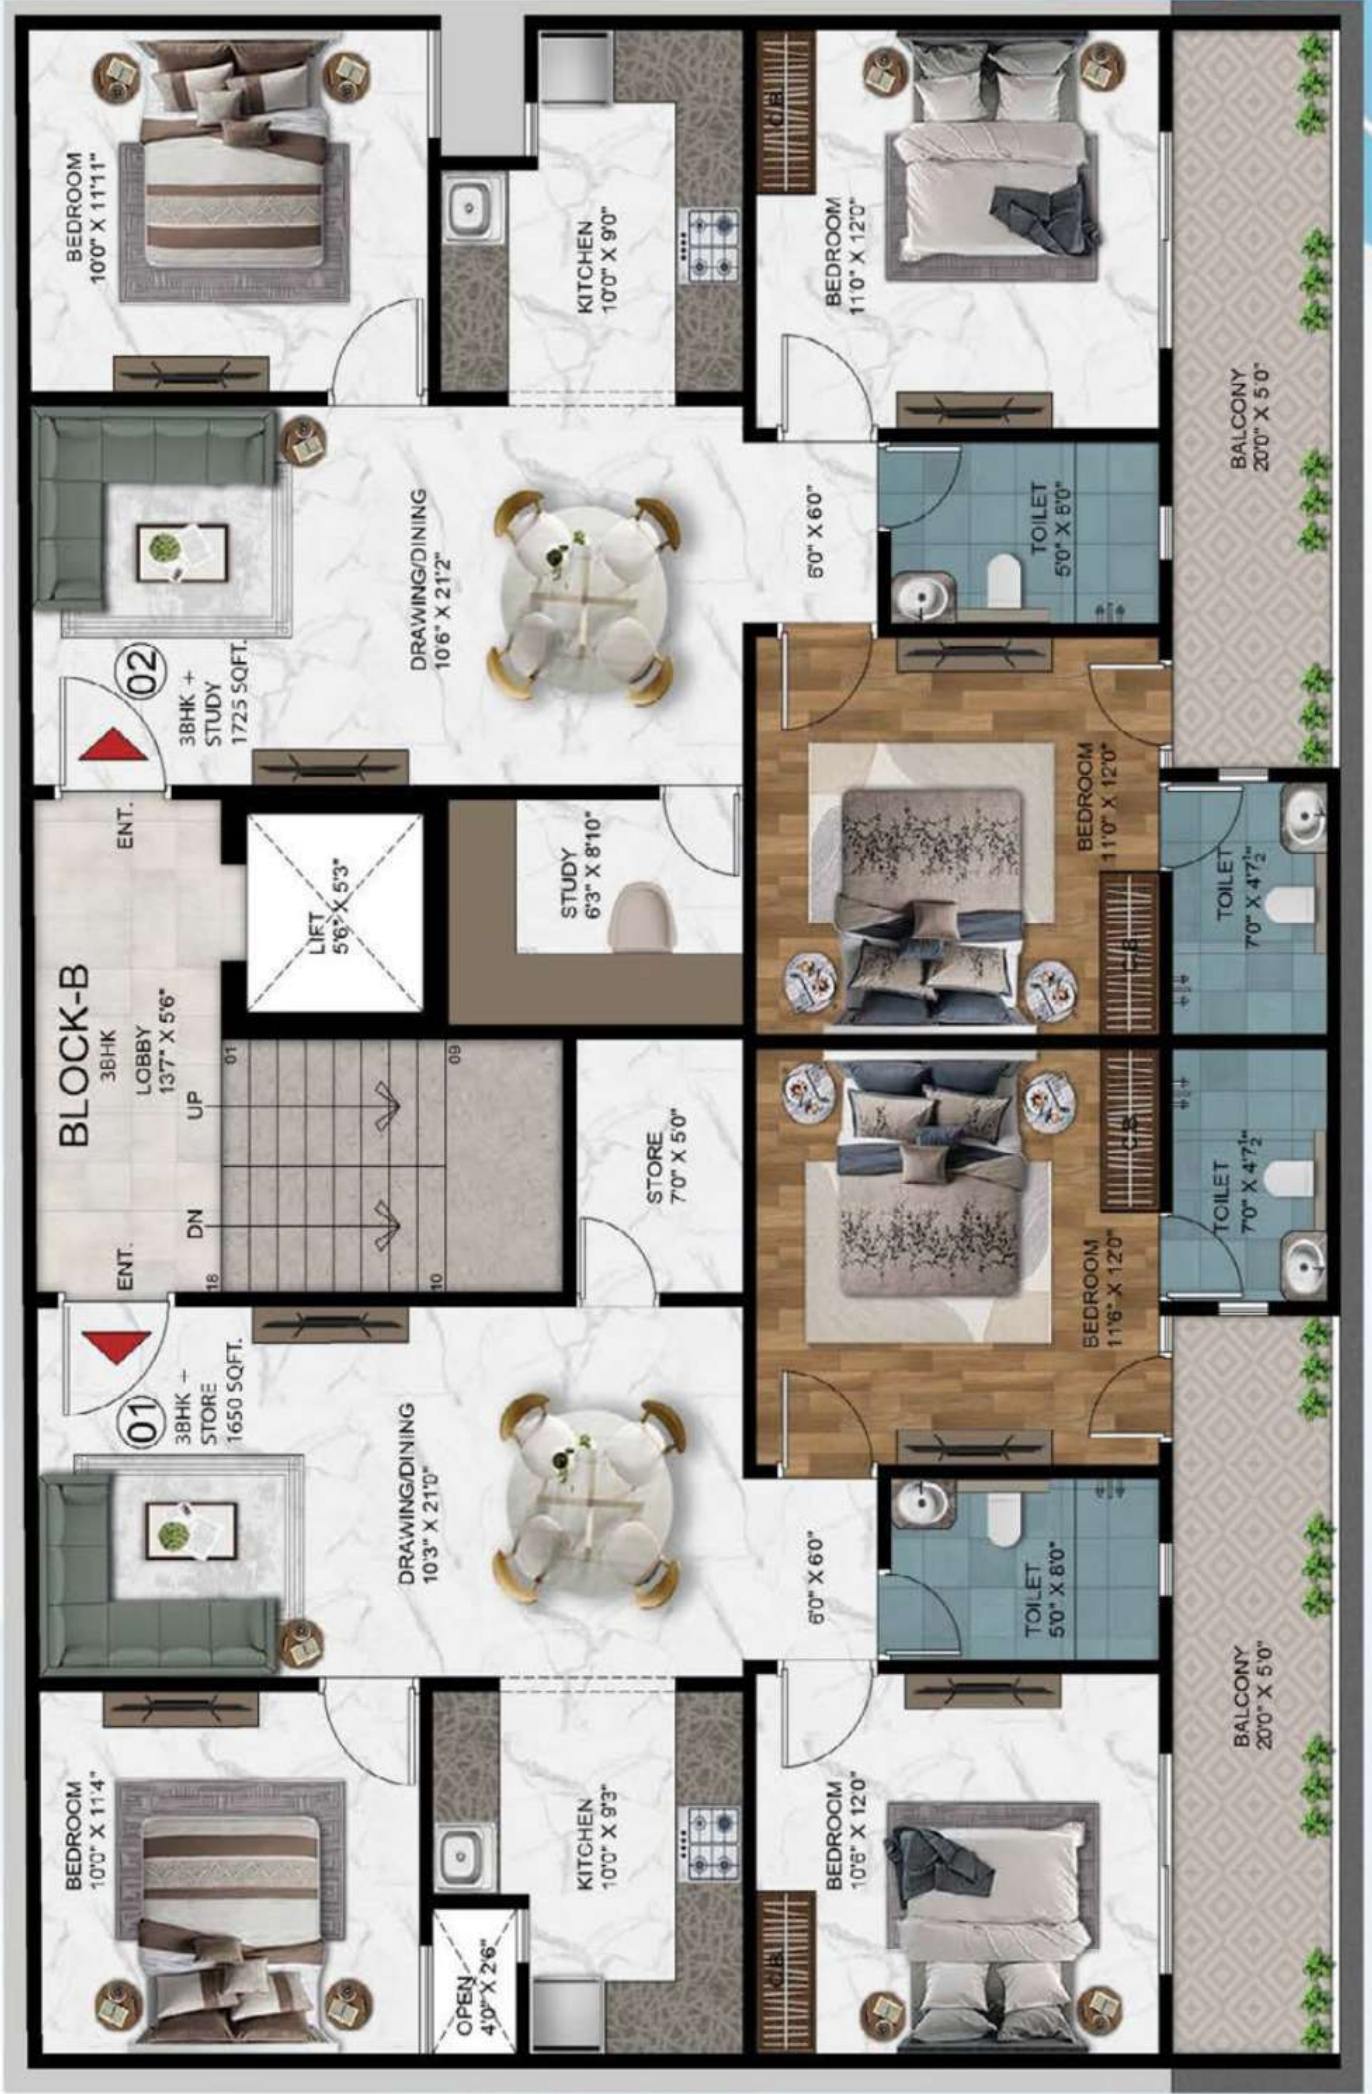 BEDROOM
10'0" X 11'4"
01
3BHK +
STORE
1650 SQFT.
ENT.
BLOCK-B
3BHK
LOBBY
13'7" X 5'6"
DN
UP
18
01
10
09
ENT.
02
3BHK +
STUDY
1725 SQFT.
BEDROOM
10'0" X 11'11"
LIFT
5'6" X 5'3"
DRAWING/DINING
10'3" X 21'0"
DRAWING/DINING
10'6" X 21'2"
OPEN
4'0" X 2'6"
KITCHEN
10'0" X 9'3"
STORE
7'0" X 5'0"
STUDY
6'3" X 8'10"
KITCHEN
10'0" X 9'0"
C/B
BEDROOM
10'6" X 12'0"
6'0" X 6'0"
TOILET
5'0" X 8'0"
BEDROOM
11'6" X 12'0"
C/B
C/B
BEDROOM
11'0" X 12'0"
6'0" X 6'0"
TOILET
5'0" X 8'0"
BEDROOM
11'0" X 12'0"
C/B
TOILET
7'0" X 4'7½"
TOILET
7'0" X 4'7½"
BALCONY
20'0" X 5'0"
BALCONY
20'0" X 5'0"